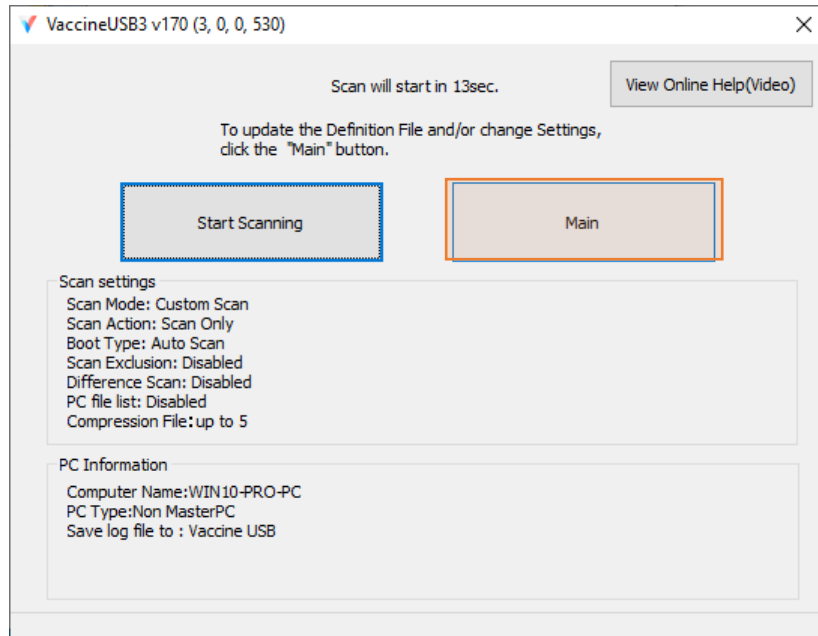 VaccineUSB3 v170 (3, 0, 0, 530)
Scan will start in 13sec.
View Online Help(Video)
To update the Definition File and/or change Settings,
click the "Main" button.
Start Scanning
Main
Scan settings
Scan Mode: Custom Scan
Scan Action: Scan Only
Boot Type: Auto Scan
Scan Exclusion: Disabled
Difference Scan: Disabled
PC file list: Disabled
Compression File:up to 5
PC Information
Computer Name:WIN10-PRO-PC
PC Type:Non MasterPC
Save log file to : Vaccine USB